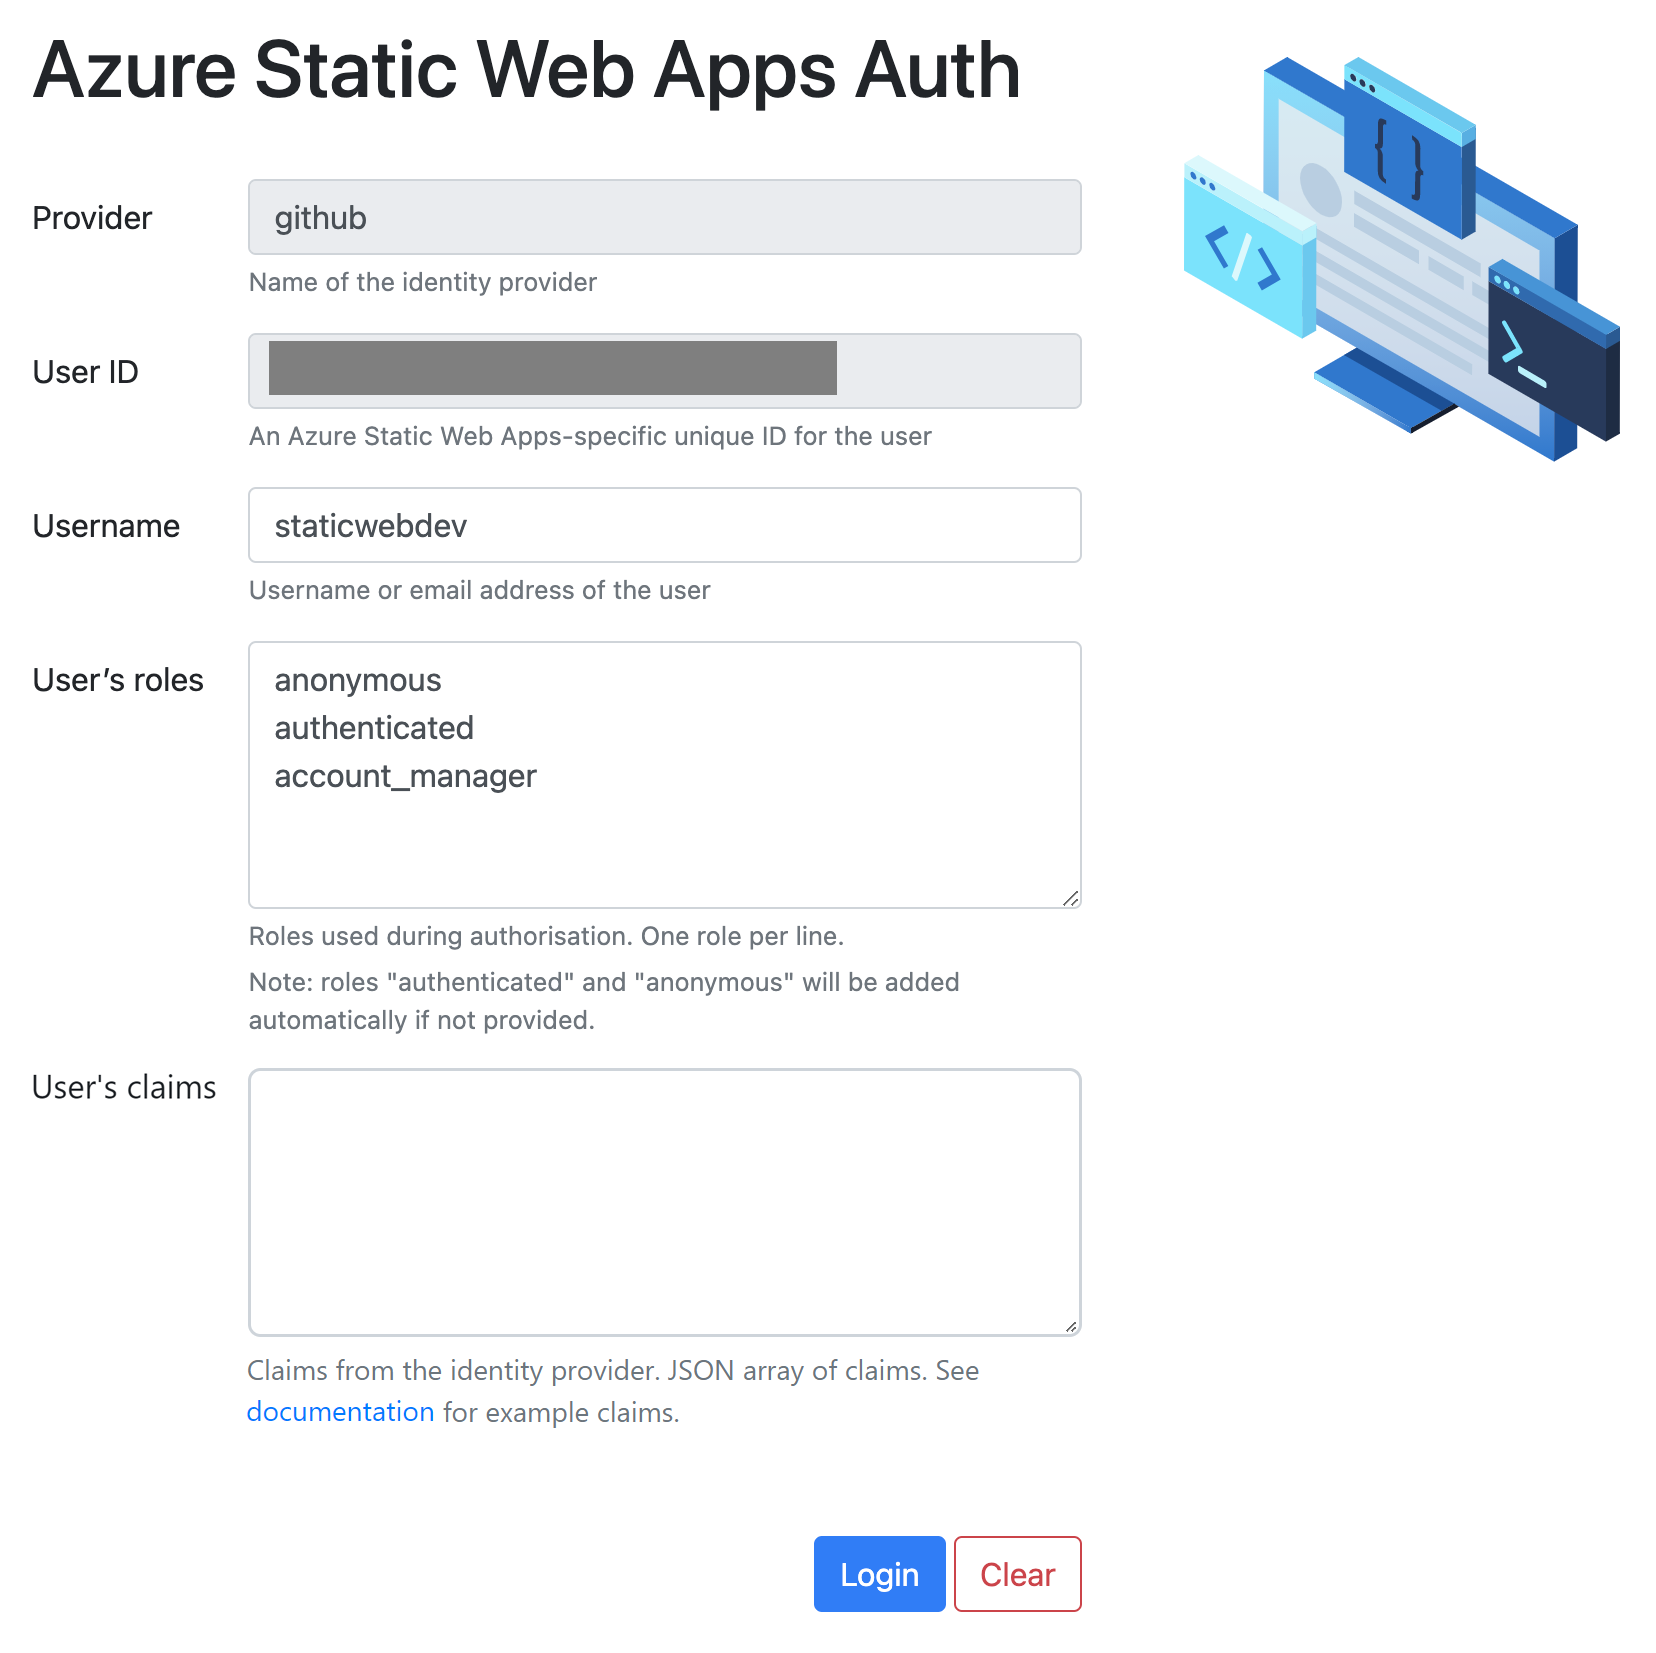 Azure Static Web Apps Auth
Provider
github
Name of the identity provider
User ID
An Azure Static Web Apps-specific unique ID for the user
Username
staticwebdev
Username or email address of the user
User’s roles
anonymous
authenticated
account_manager
Roles used during authorisation. One role per line.
Note: roles "authenticated" and "anonymous" will be added
automatically if not provided.
User's claims
Claims from the identity provider. JSON array of claims. See
documentation for example claims.
Login
Clear